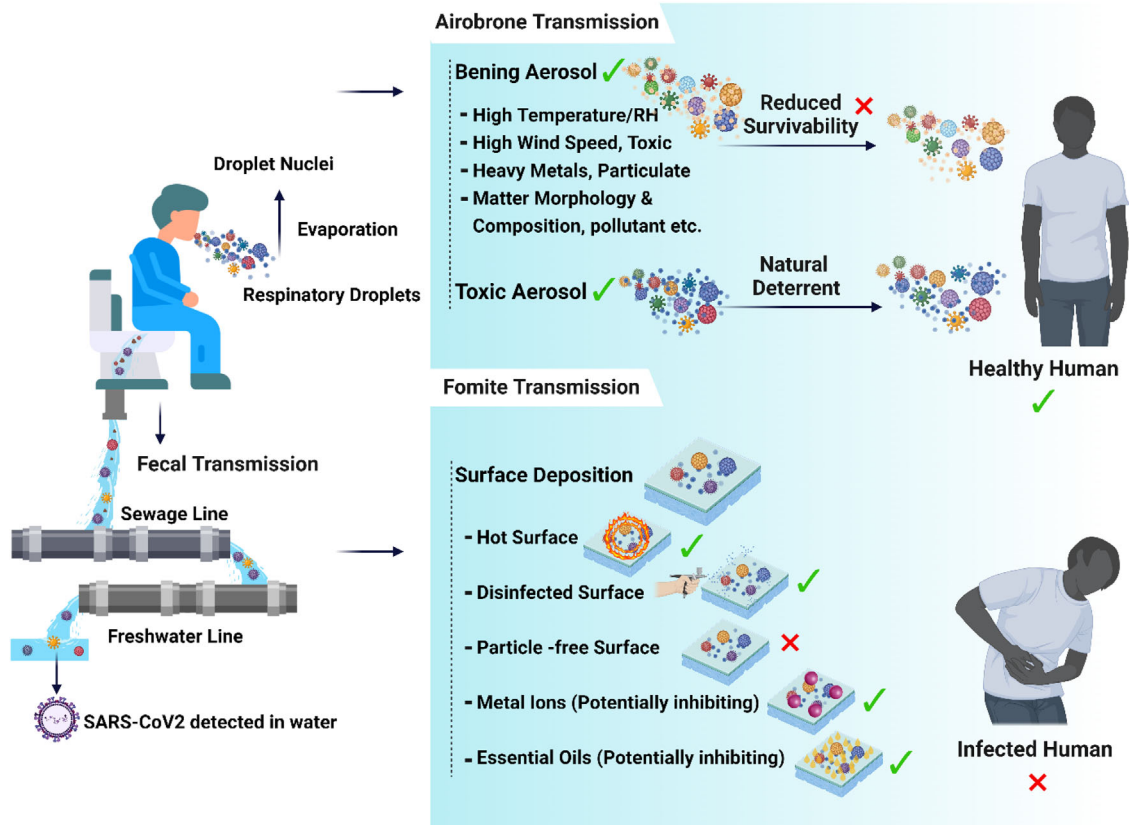 Airobrone Transmission
Bening Aerosol
- High Temperature/RH
- High Wind Speed, Toxic
- Heavy Metals, Particulate
- Matter Morphology &
Composition, pollutant etc.
Reduced
Survivability
Toxic Aerosol
Natural
Deterrent
Healthy Human
Droplet Nuclei
Evaporation
Respiratory Droplets
Fecal Transmission
Sewage Line
Freshwater Line
SARS-CoV2 detected in water
Fomite Transmission
Surface Deposition
- Hot Surface
- Disinfected Surface
- Particle -free Surface
- Metal Ions (Potentially inhibiting)
- Essential Oils (Potentially inhibiting)
Infected Human